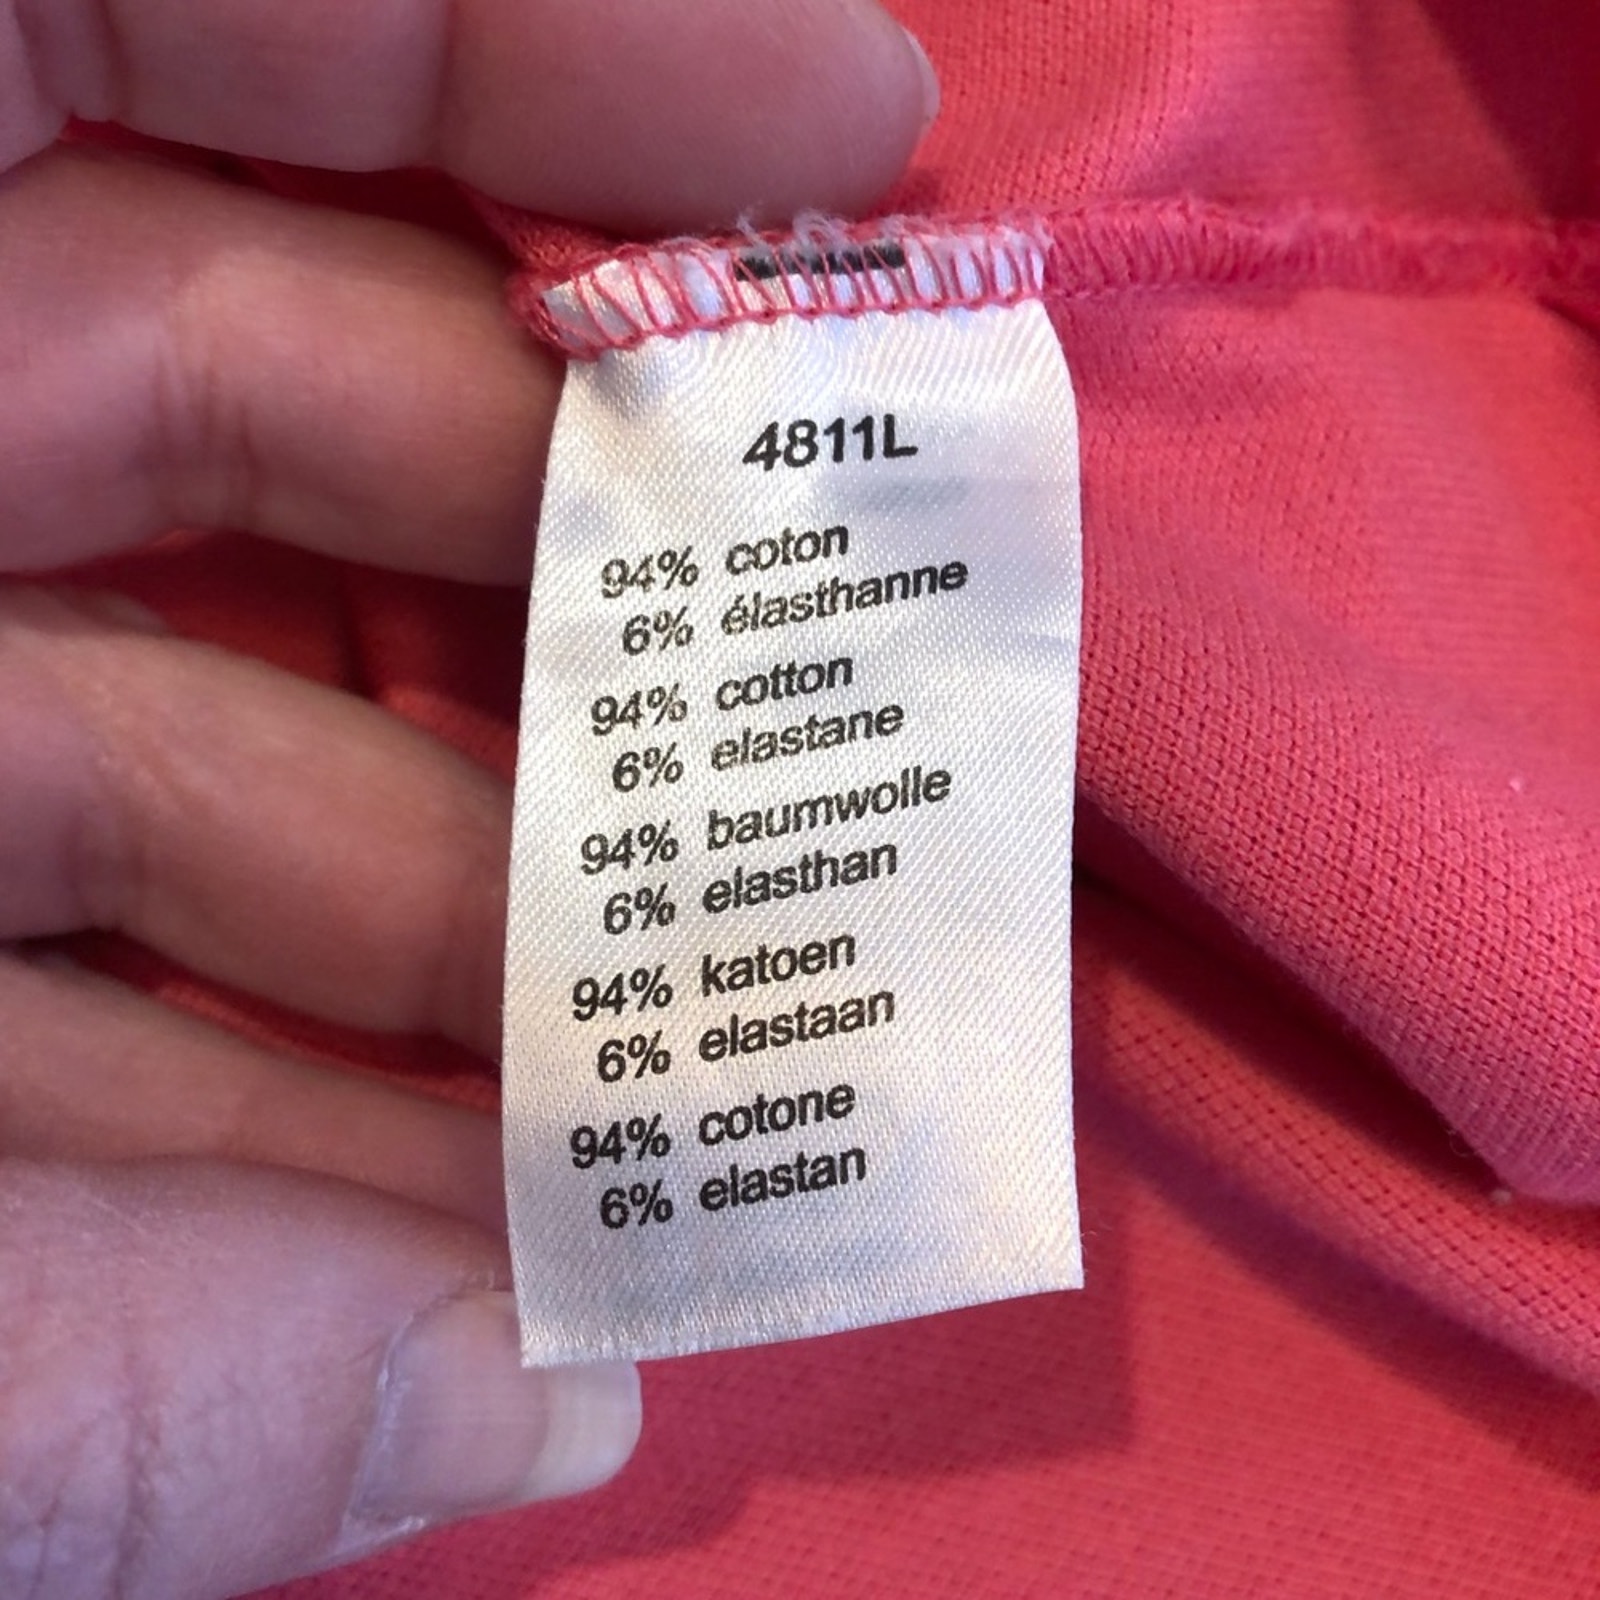 4811L
94% coton
6% élasthanne
94% cotton
6% elastane
94% baumwolle
6% elasthan
94% katoen
6% elastaan
94% cotone
6% elastan